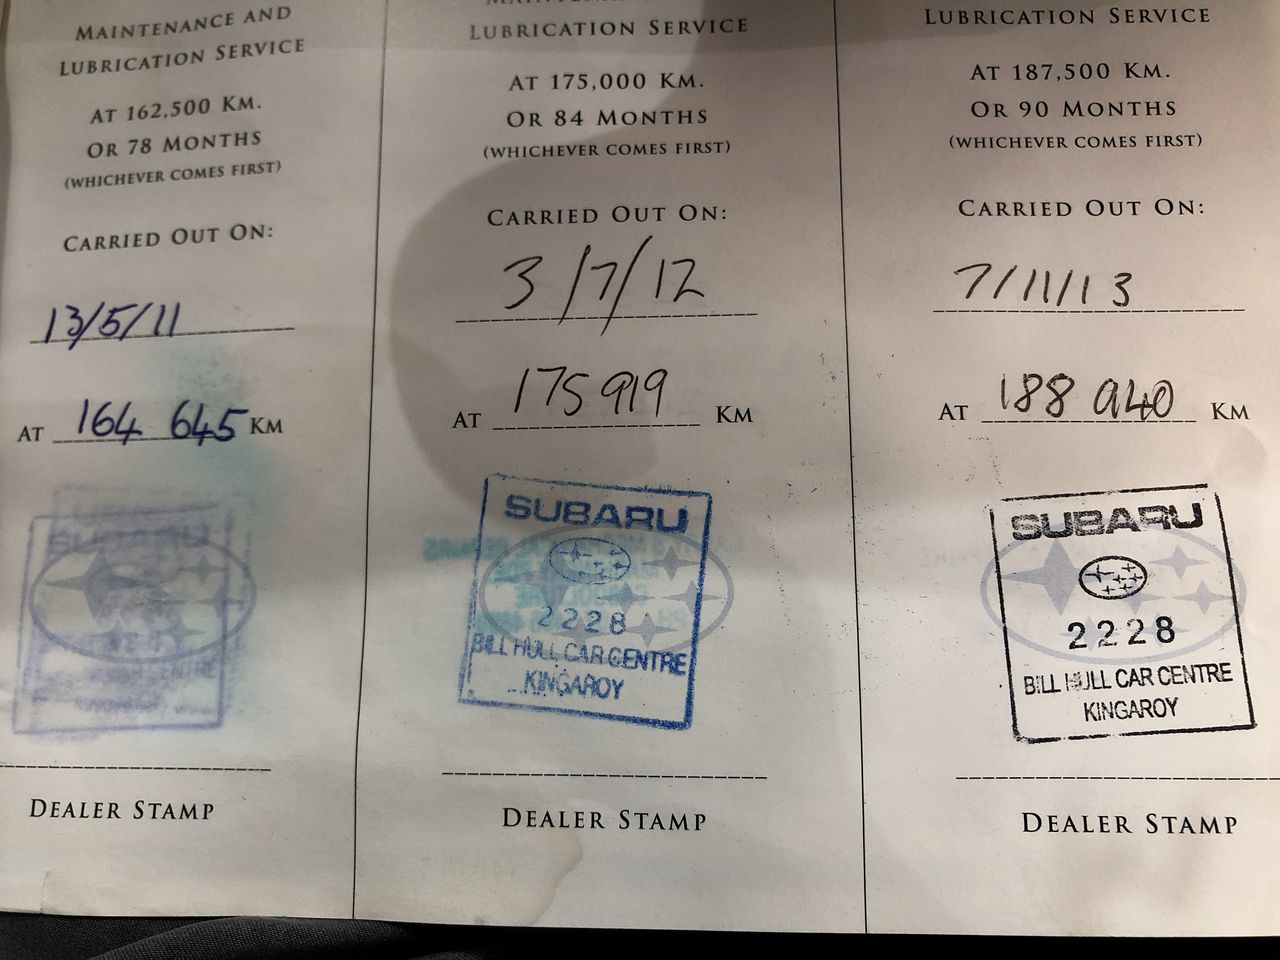 MAINTENANCE AND
LUBRICATION SERVICE
AT 162,500 KM.
OR 78 MONTHS
(WHICHEVER COMES FIRST)
CARRIED OUT ON:
13/5/11
AT 164 645 KM
SUBARU
DEALER STAMP
LUBRICATION SERVICE
AT 175,000 KM.
OR 84 MONTHS
(WHICHEVER COMES FIRST)
CARRIED OUT ON:
3/7/12
AT 175 919 KM
SUBARU
2228
BILL HULL CAR CENTRE
KINGAROY
DEALER STAMP
LUBRICATION SERVICE
AT 187,500 KM.
OR 90 MONTHS
(WHICHEVER COMES FIRST)
CARRIED OUT ON:
7/11/13
AT 188 940 KM
SUBARU
2228
BILL HULL CAR CENTRE
KINGAROY
DEALER STAMP